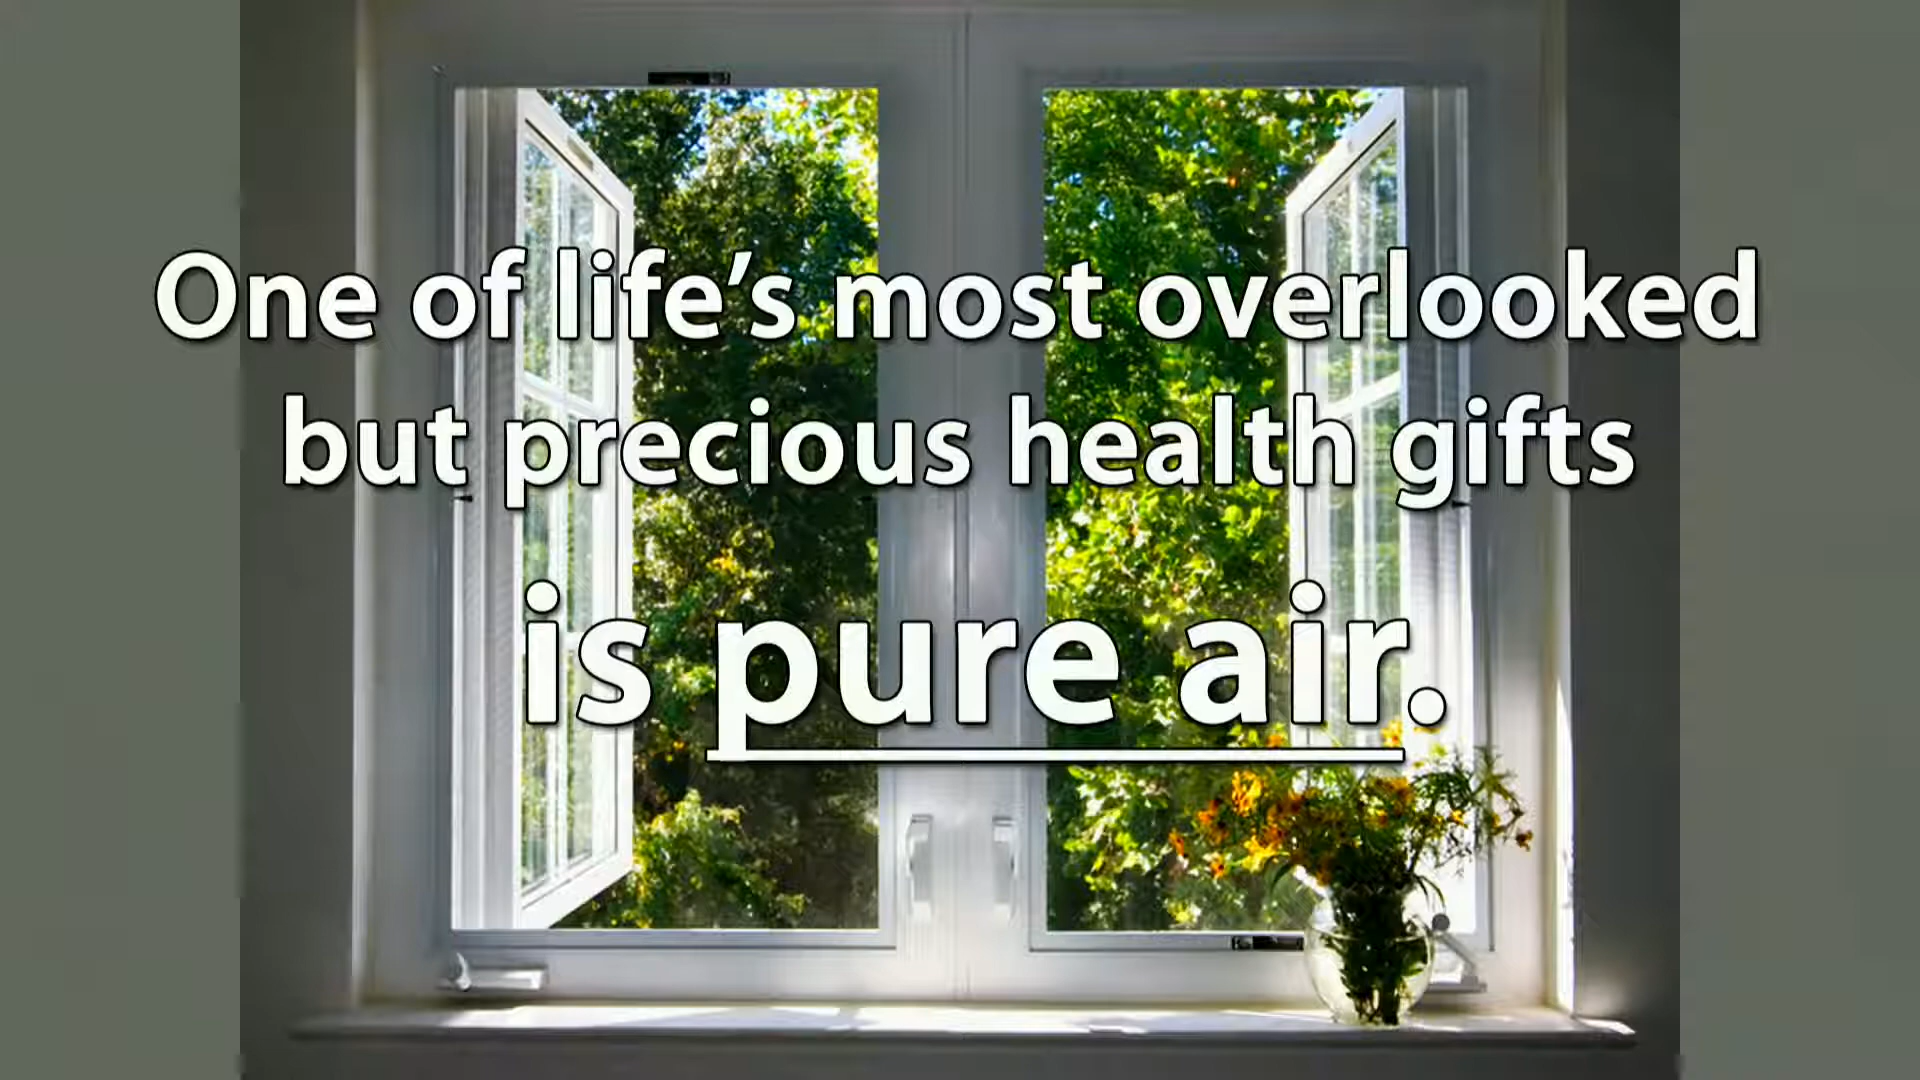 One of life’s most overlooked
but precious health gifts
is pure air.